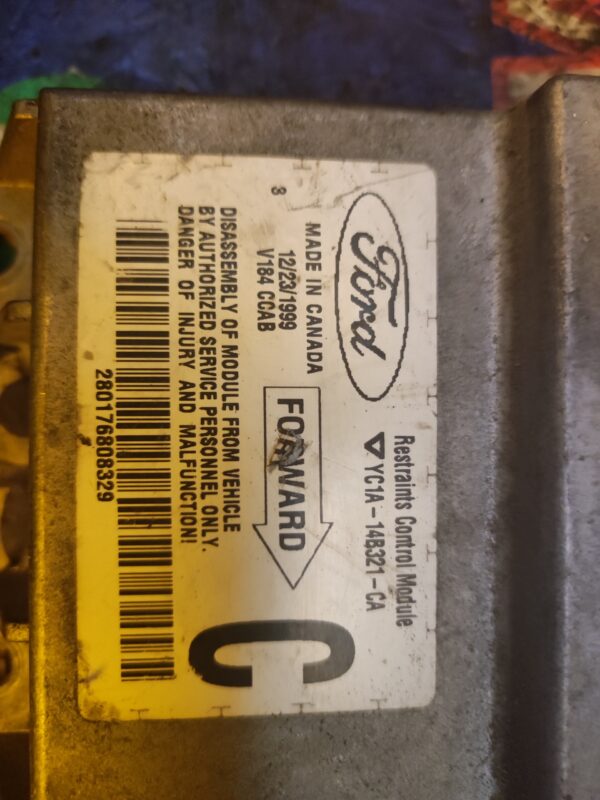 Ford
Restraints Control Module
YC1A-14B321-CA
MADE IN CANADA
12/23/1999
V184 CCAB
8
FORWARD
C
DISASSEMBLY OF MODULE FROM VEHICLE
BY AUTHORIZED SERVICE PERSONNEL ONLY.
DANGER OF INJURY AND MALFUNCTION!
280176808329